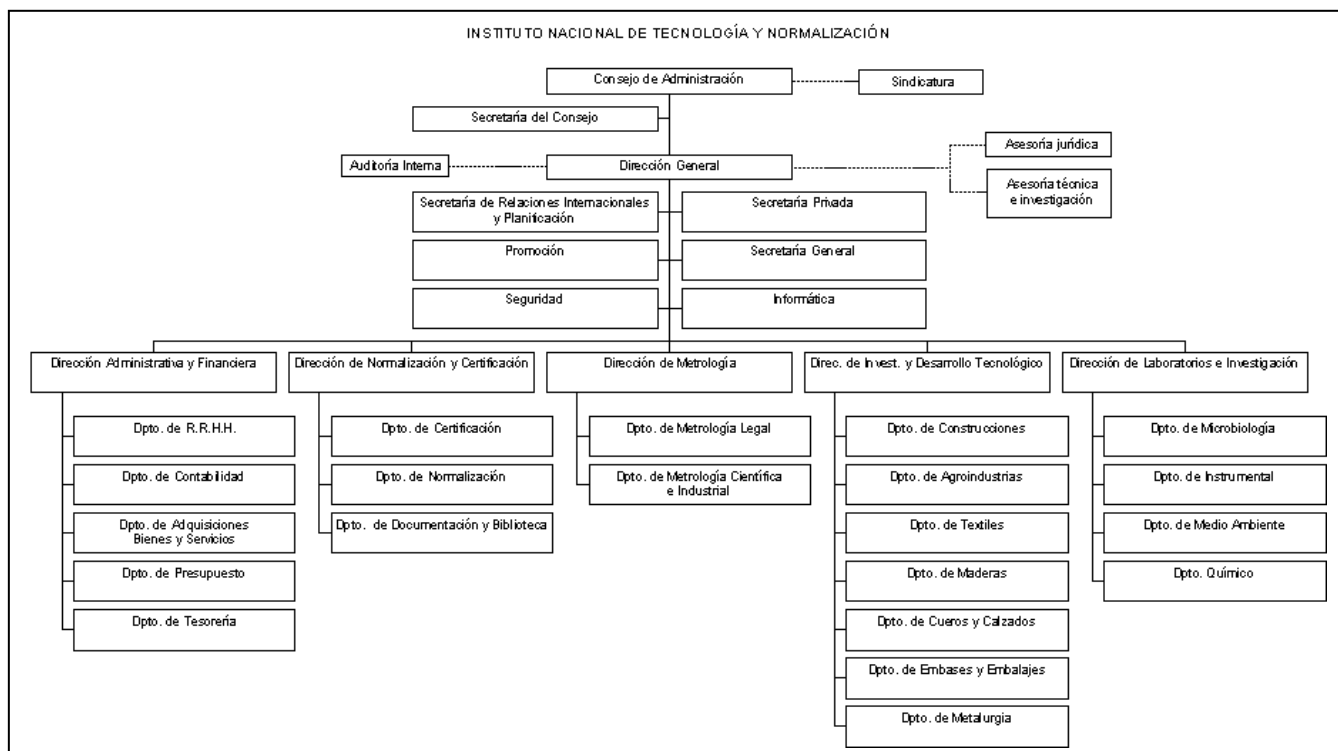 INSTITUTO NACIONAL DE TECNOLOGÍA Y NORMALIZACIÓN
Consejo de Administración
Sindicatura
Secretaría del Consejo
Asesoría jurídica
Auditoría Interna
Dirección General
Asesoría técnica
e investigación
Secretaría de Relaciones Internacionales
y Planificación
Secretaría Privada
Promoción
Secretaría General
Seguridad
Informática
Dirección Administrativa y Financiera
Dirección de Normalización y Certificación
Dirección de Metrología
Direc. de Invest. y Desarrollo Tecnológico
Dirección de Laboratorios e Investigación
Dpto. de R.R.H.H.
Dpto. de Contabilidad
Dpto. de Adquisiciones
Bienes y Servicios
Dpto. de Presupuesto
Dpto. de Tesorería
Dpto. de Certificación
Dpto. de Normalización
Dpto. de Documentación y Biblioteca
Dpto. de Metrología Legal
Dpto. de Metrología Científica
e Industrial
Dpto. de Construcciones
Dpto. de Agroindustrias
Dpto. de Textiles
Dpto. de Maderas
Dpto. de Cueros y Calzados
Dpto. de Embases y Embalajes
Dpto. de Metalurgia
Dpto. de Microbiología
Dpto. de Instrumental
Dpto. de Medio Ambiente
Dpto. Químico